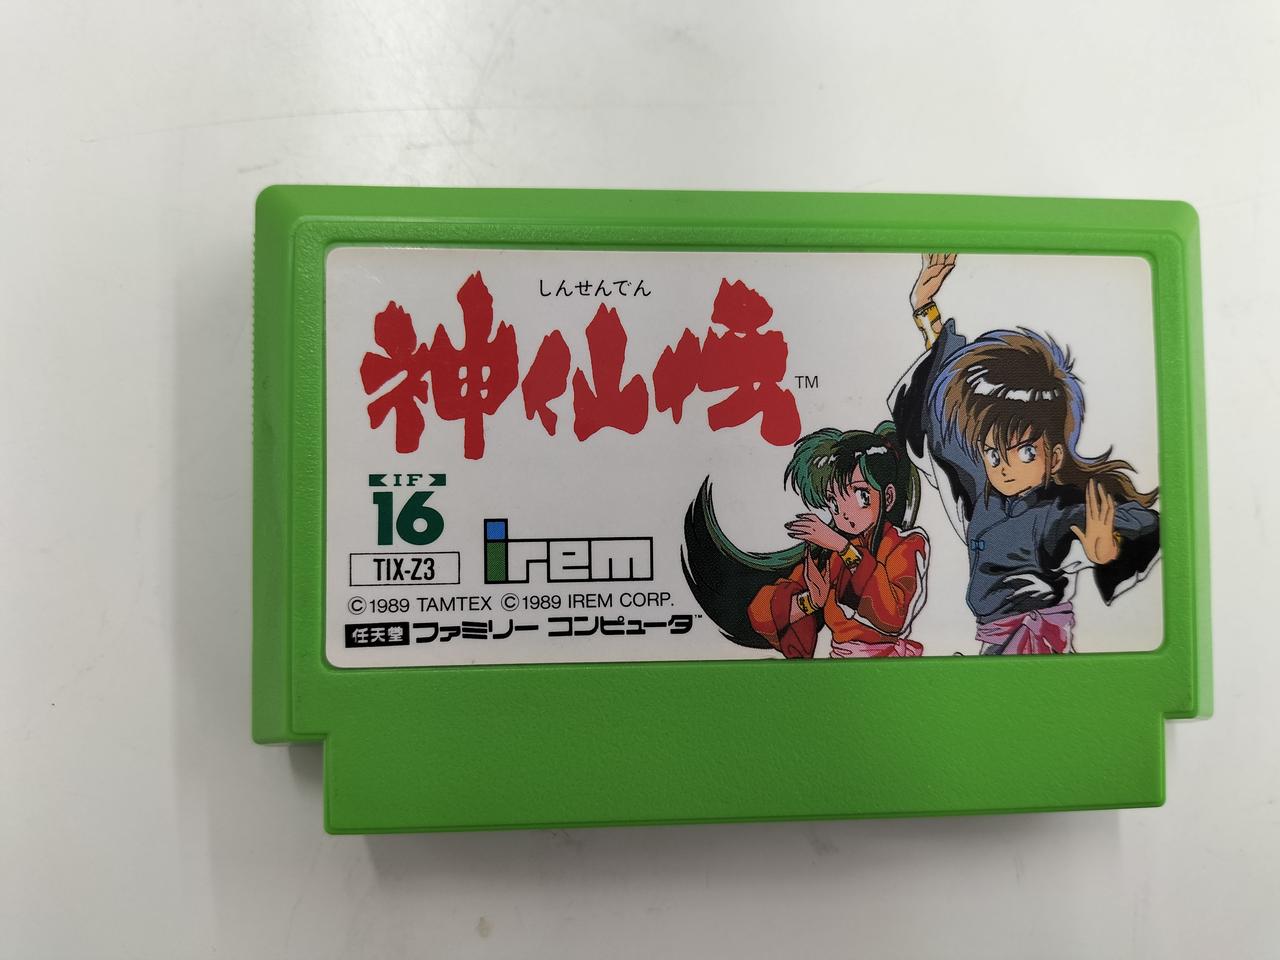 しんせんでん
神仙伝™
IF
16
TIX-Z3
irem
©1989 TAMTEX ©1989 IREM CORP.
任天堂 ファミリー コンピュータ™